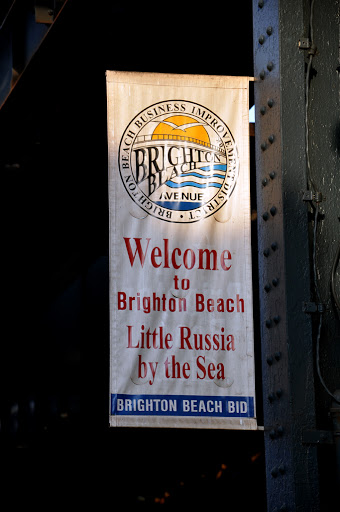 BRIGHTON BEACH BUSINESS IMPROVEMENT DISTRICT
BRIGHTON
BEACH
AVENUE
Welcome
to
Brighton Beach
Little Russia
by the Sea
BRIGHTON BEACH BID